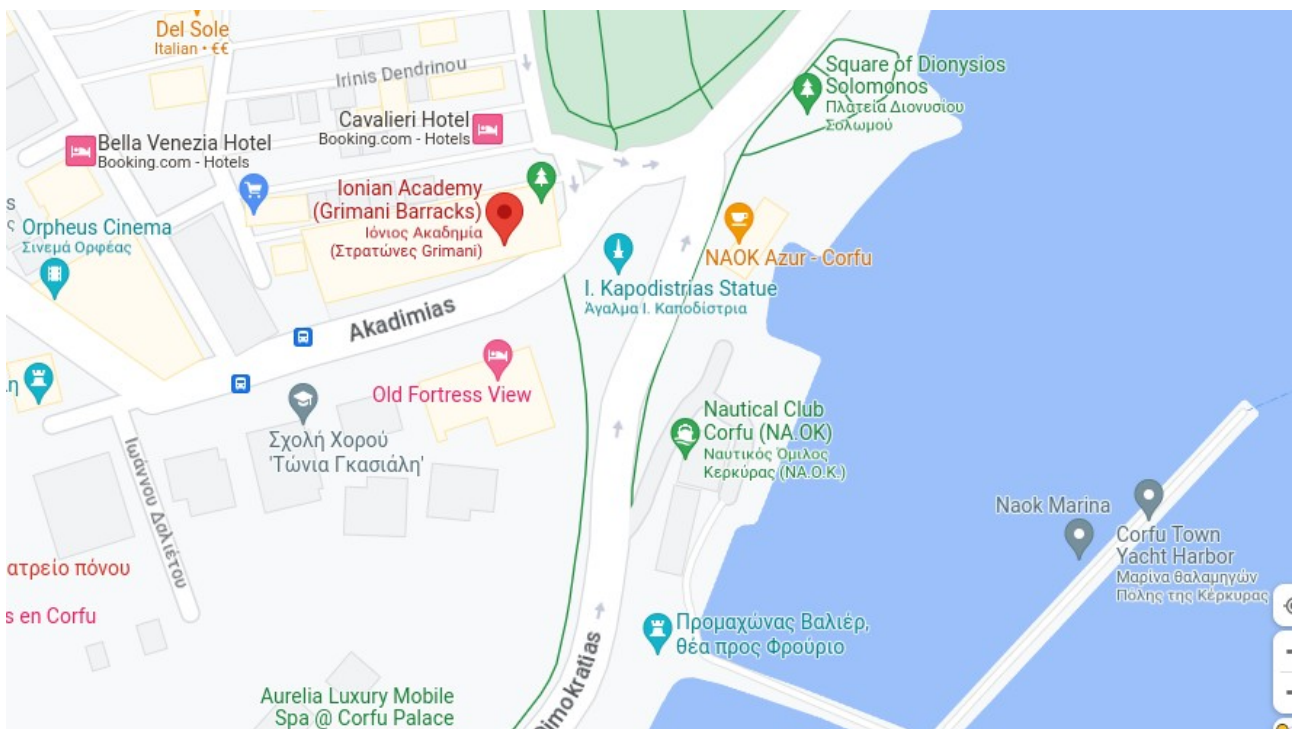 Del Sole
Italian • €€
Irinis Dendrinou
Square of Dionysios
Solomonos
Πλατεία Διονυσίου
Σολωμού
Cavalieri Hotel
Booking.com - Hotels
Bella Venezia Hotel
Booking.com - Hotels
Ionian Academy
(Grimani Barracks)
Ιόνιος Ακαδημία
(Στρατώνες Grimani)
s
ς
Orpheus Cinema
Σινεμά Ορφέας
NAOK Azur - Corfu
I. Kapodistrias Statue
Άγαλμα Ι. Καποδίστρια
Akadimias
Old Fortress View
η
Nautical Club
Corfu (NA.OK)
Ναυτικός Όμιλος
Κερκύρας (ΝΑ.Ο.Κ.)
Σχολή Χορού
'Τώνια Γκασιάλη'
Ιωάννου Δαλιέτου
Naok Marina
Corfu Town
Yacht Harbor
Μαρίνα θαλαμηγών
Πόλης της Κέρκυρας
ατρείο πόνου
s en Corfu
Προμαχώνας Βαλιέρ,
θέα προς Φρούριο
Dimokratias
Aurelia Luxury Mobile
Spa @ Corfu Palace